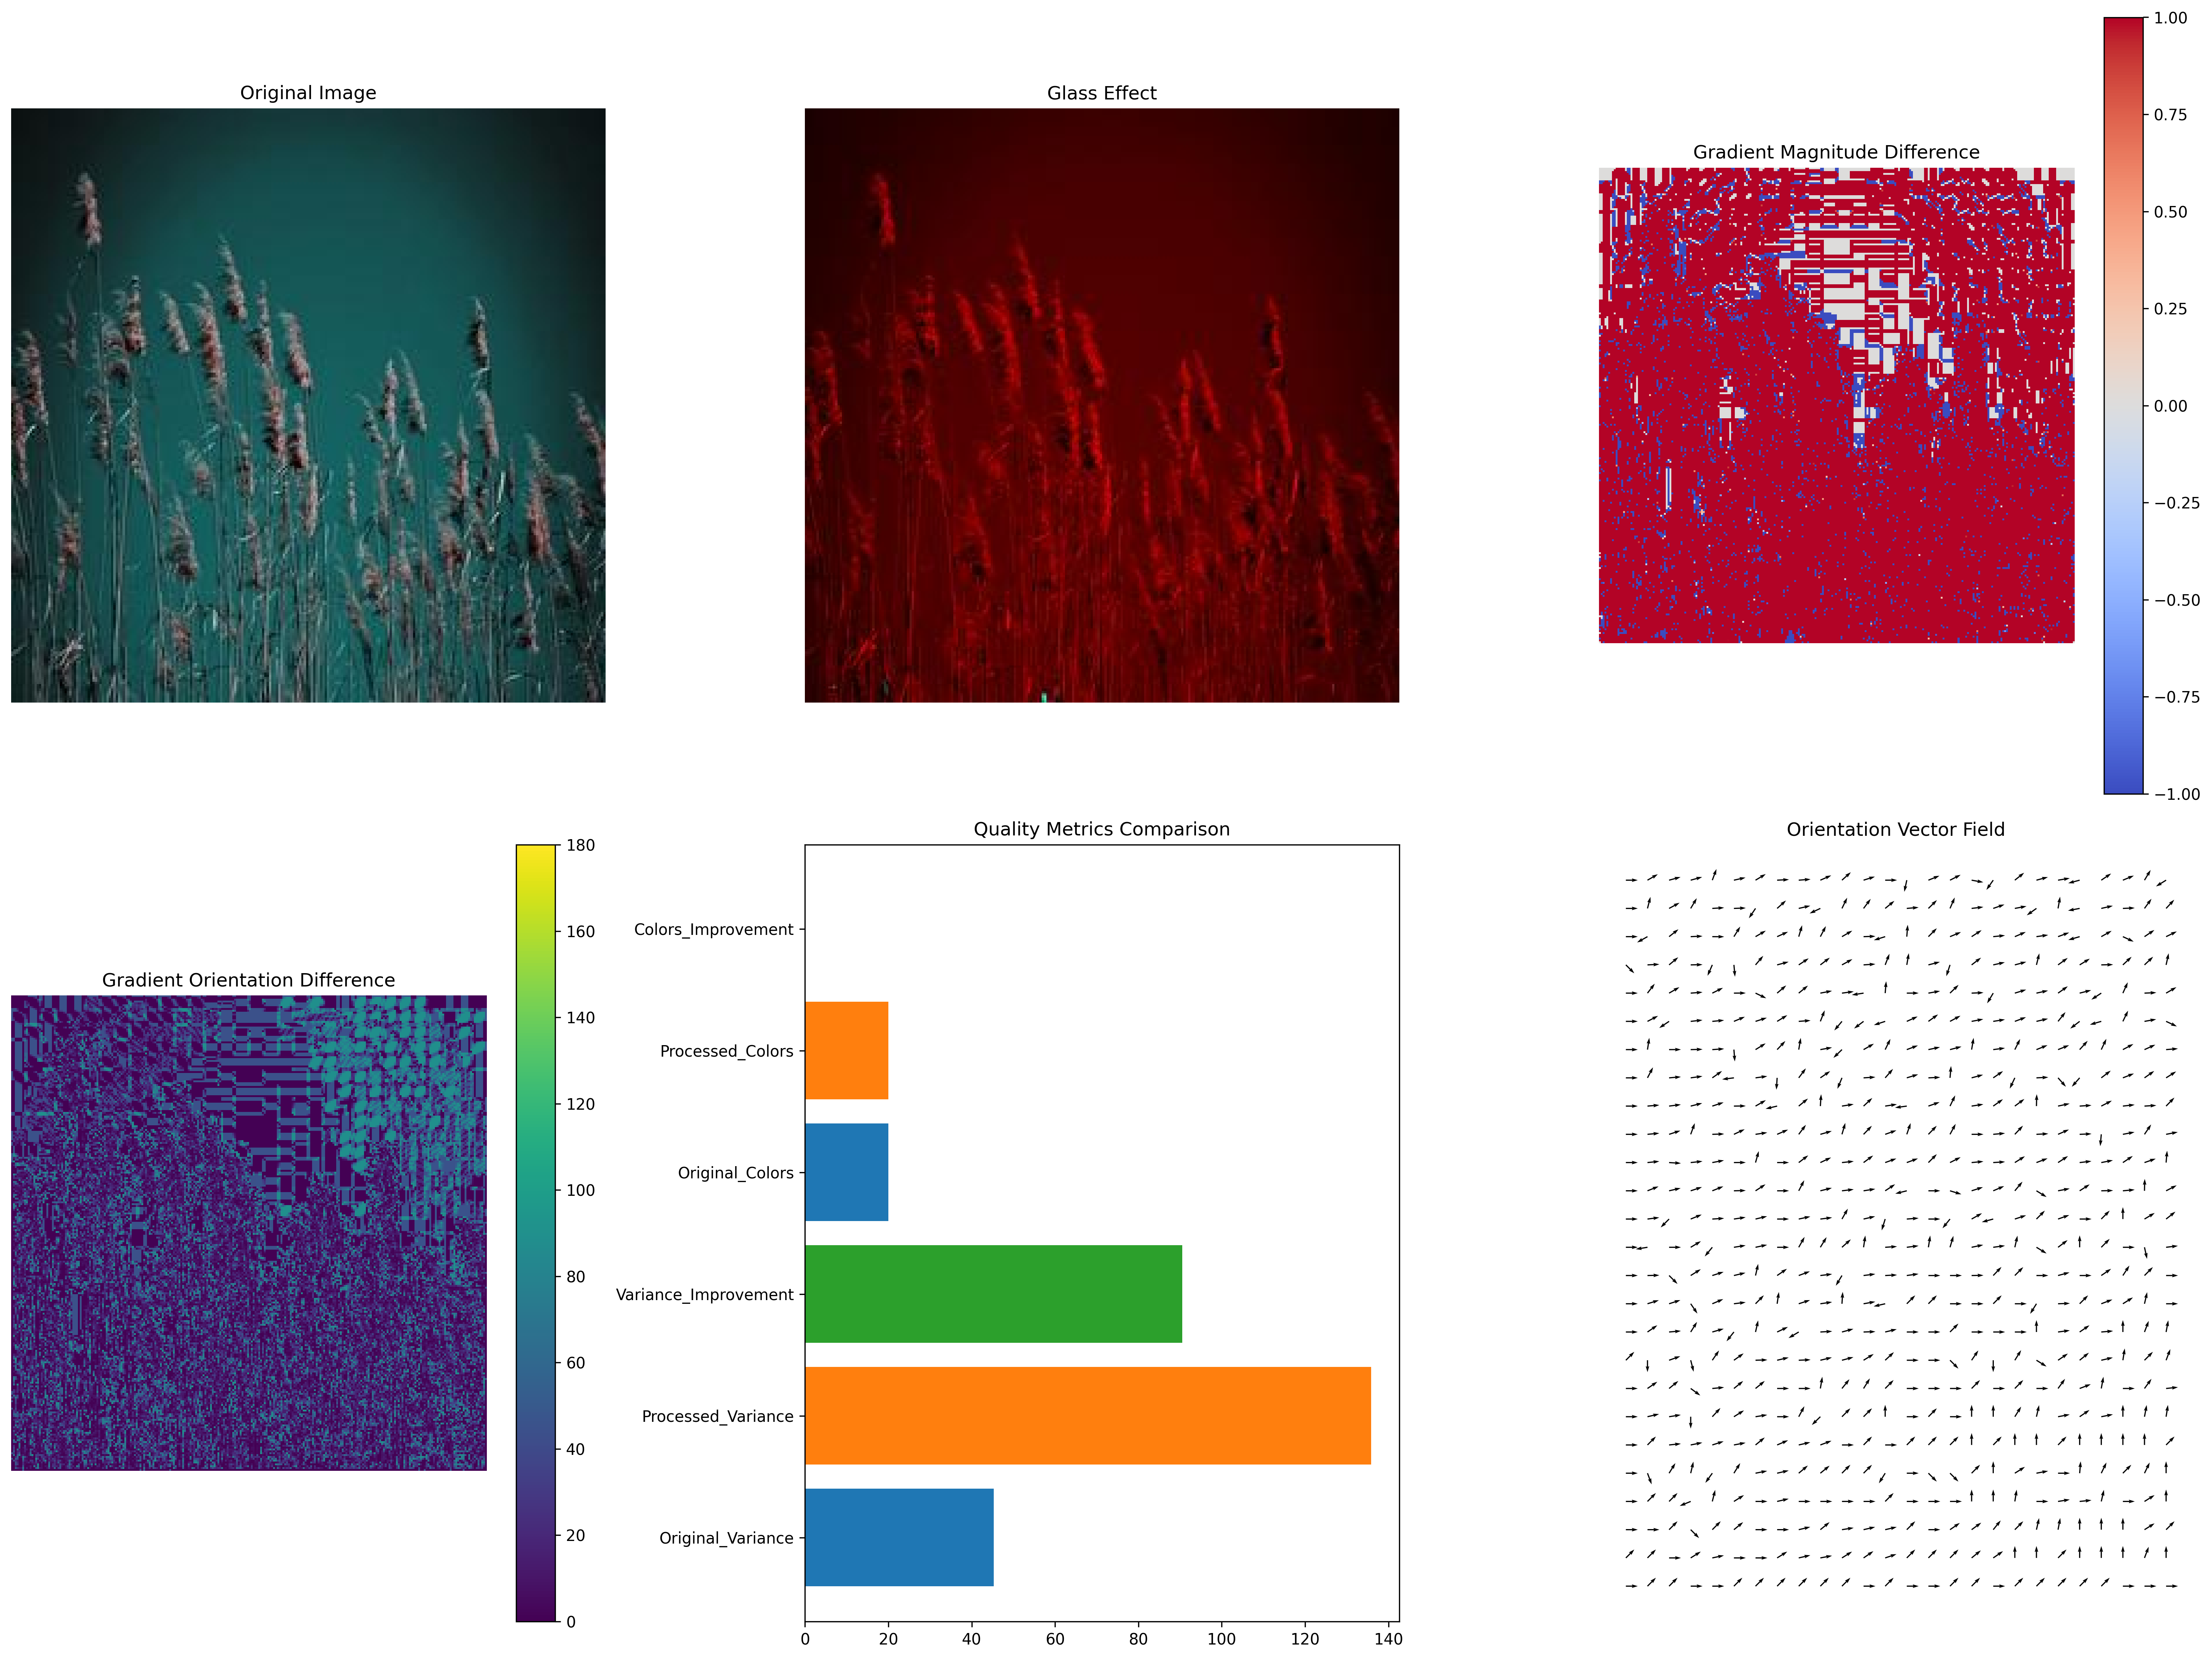 Original Image
Glass Effect
Gradient Magnitude Difference
1.00
0.75
0.50
0.25
0.00
−0.25
−0.50
−0.75
−1.00
Gradient Orientation Difference
180
160
140
120
100
80
60
40
20
0
Quality Metrics Comparison
Colors_Improvement
Processed_Colors
Original_Colors
Variance_Improvement
Processed_Variance
Original_Variance
0 20 40 60 80 100 120 140
Orientation Vector Field